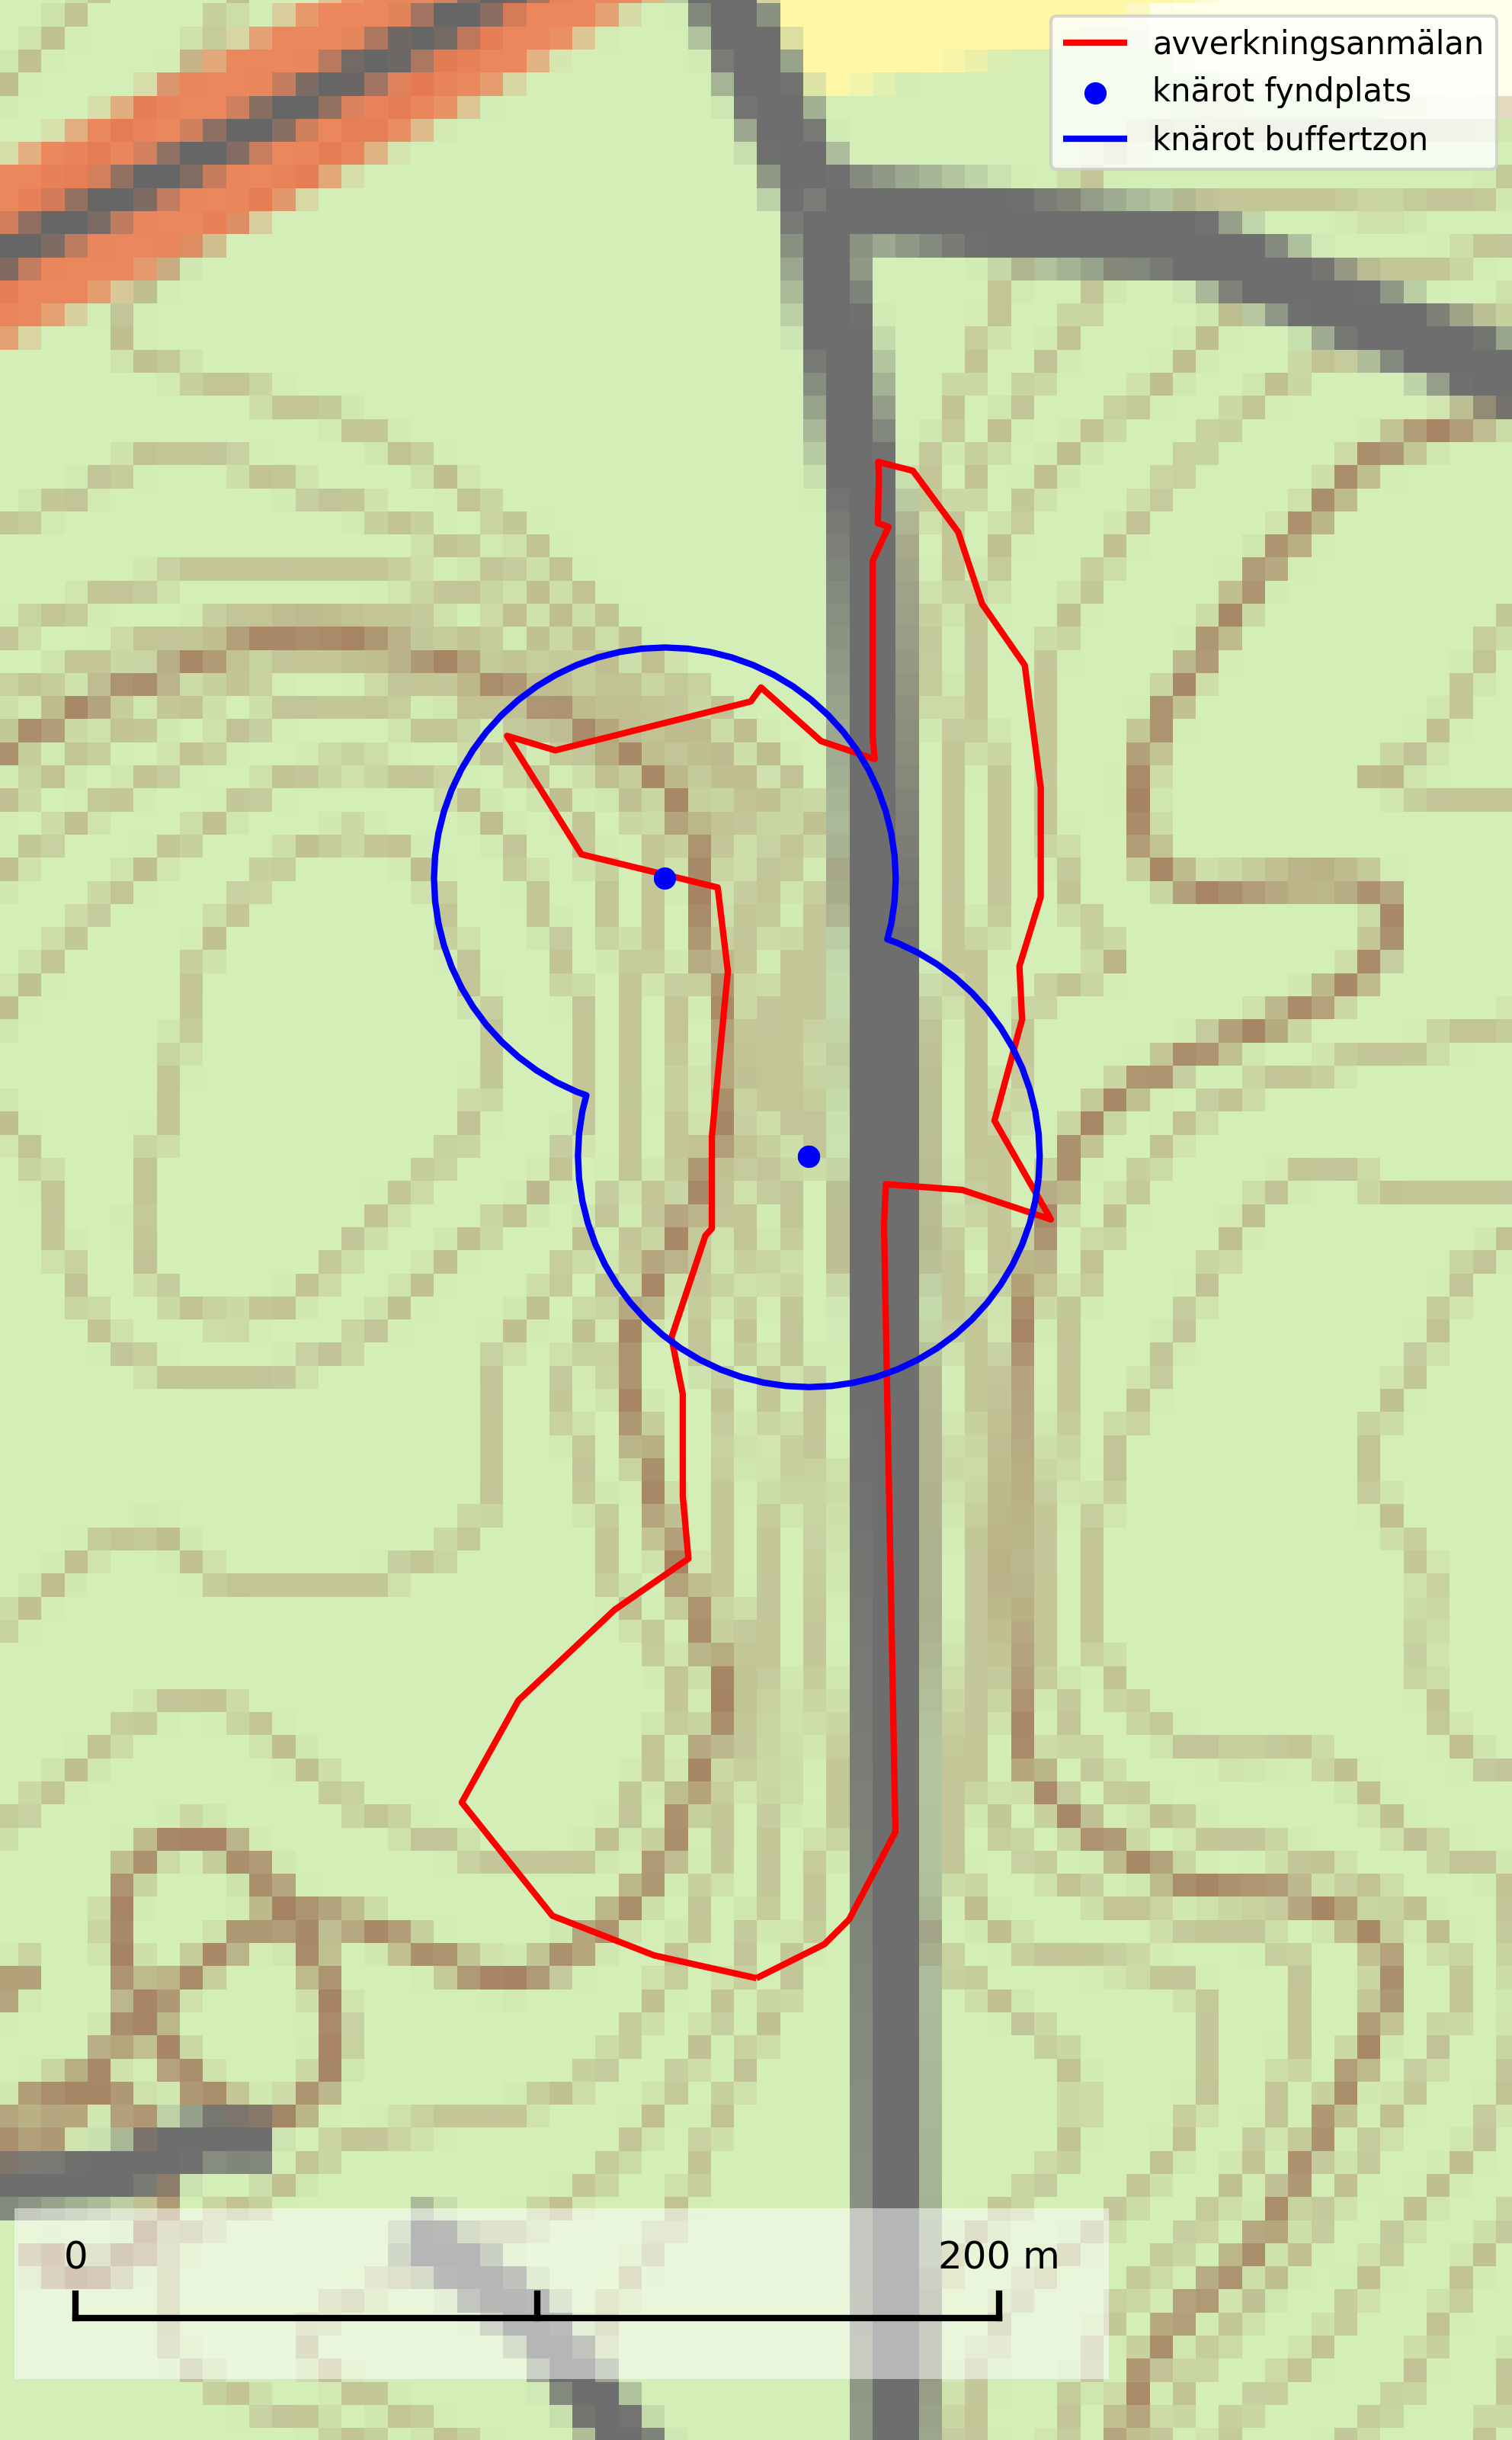 avverkningsanmälan
knärot fyndplats
knärot buffertzon
0 200 m